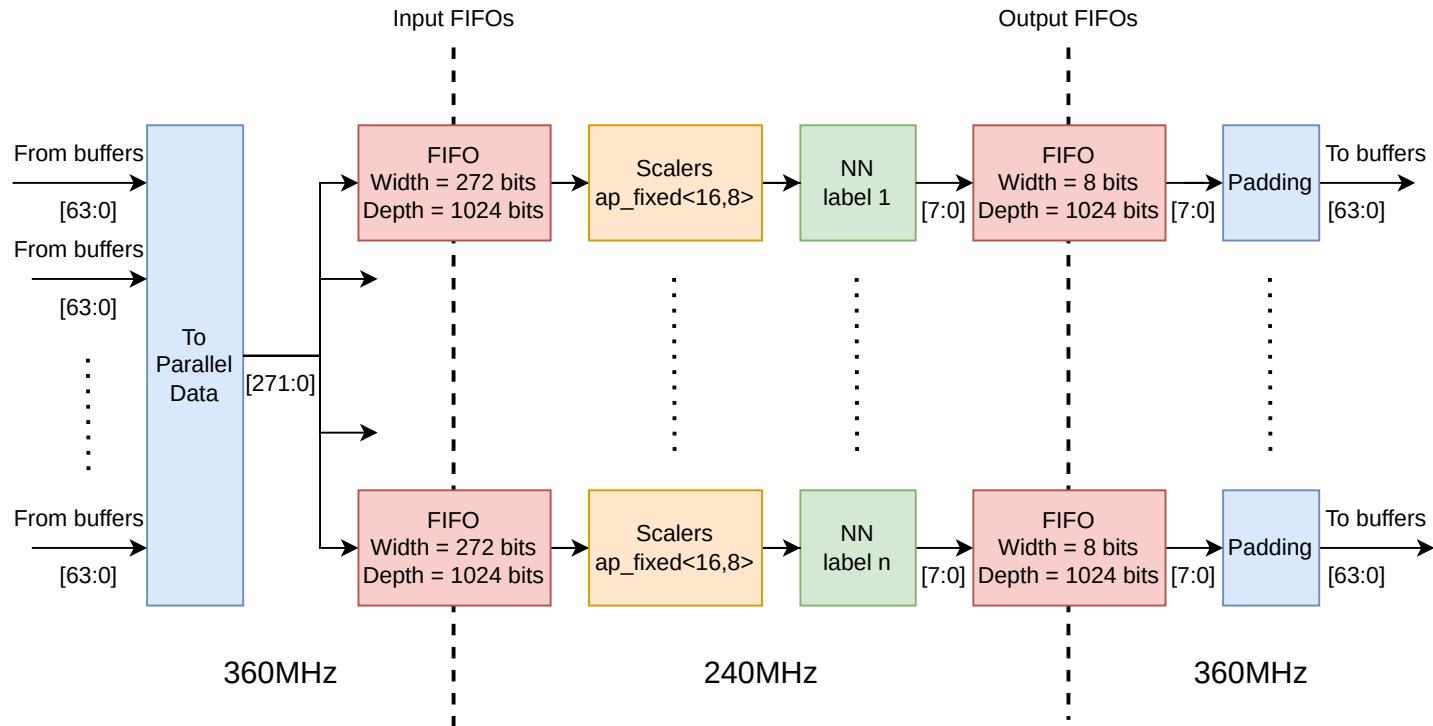 Input FIFOs
Output FIFOs
From buffers
[63:0]
From buffers
[63:0]
From buffers
[63:0]
To
Parallel
Data
[271:0]
FIFO
Width = 272 bits
Depth = 1024 bits
Scalers
ap_fixed<16,8>
NN
label 1
[7:0]
FIFO
Width = 8 bits
Depth = 1024 bits
[7:0]
Padding
To buffers
[63:0]
FIFO
Width = 272 bits
Depth = 1024 bits
Scalers
ap_fixed<16,8>
NN
label n
[7:0]
FIFO
Width = 8 bits
Depth = 1024 bits
[7:0]
Padding
To buffers
[63:0]
360MHz
240MHz
360MHz